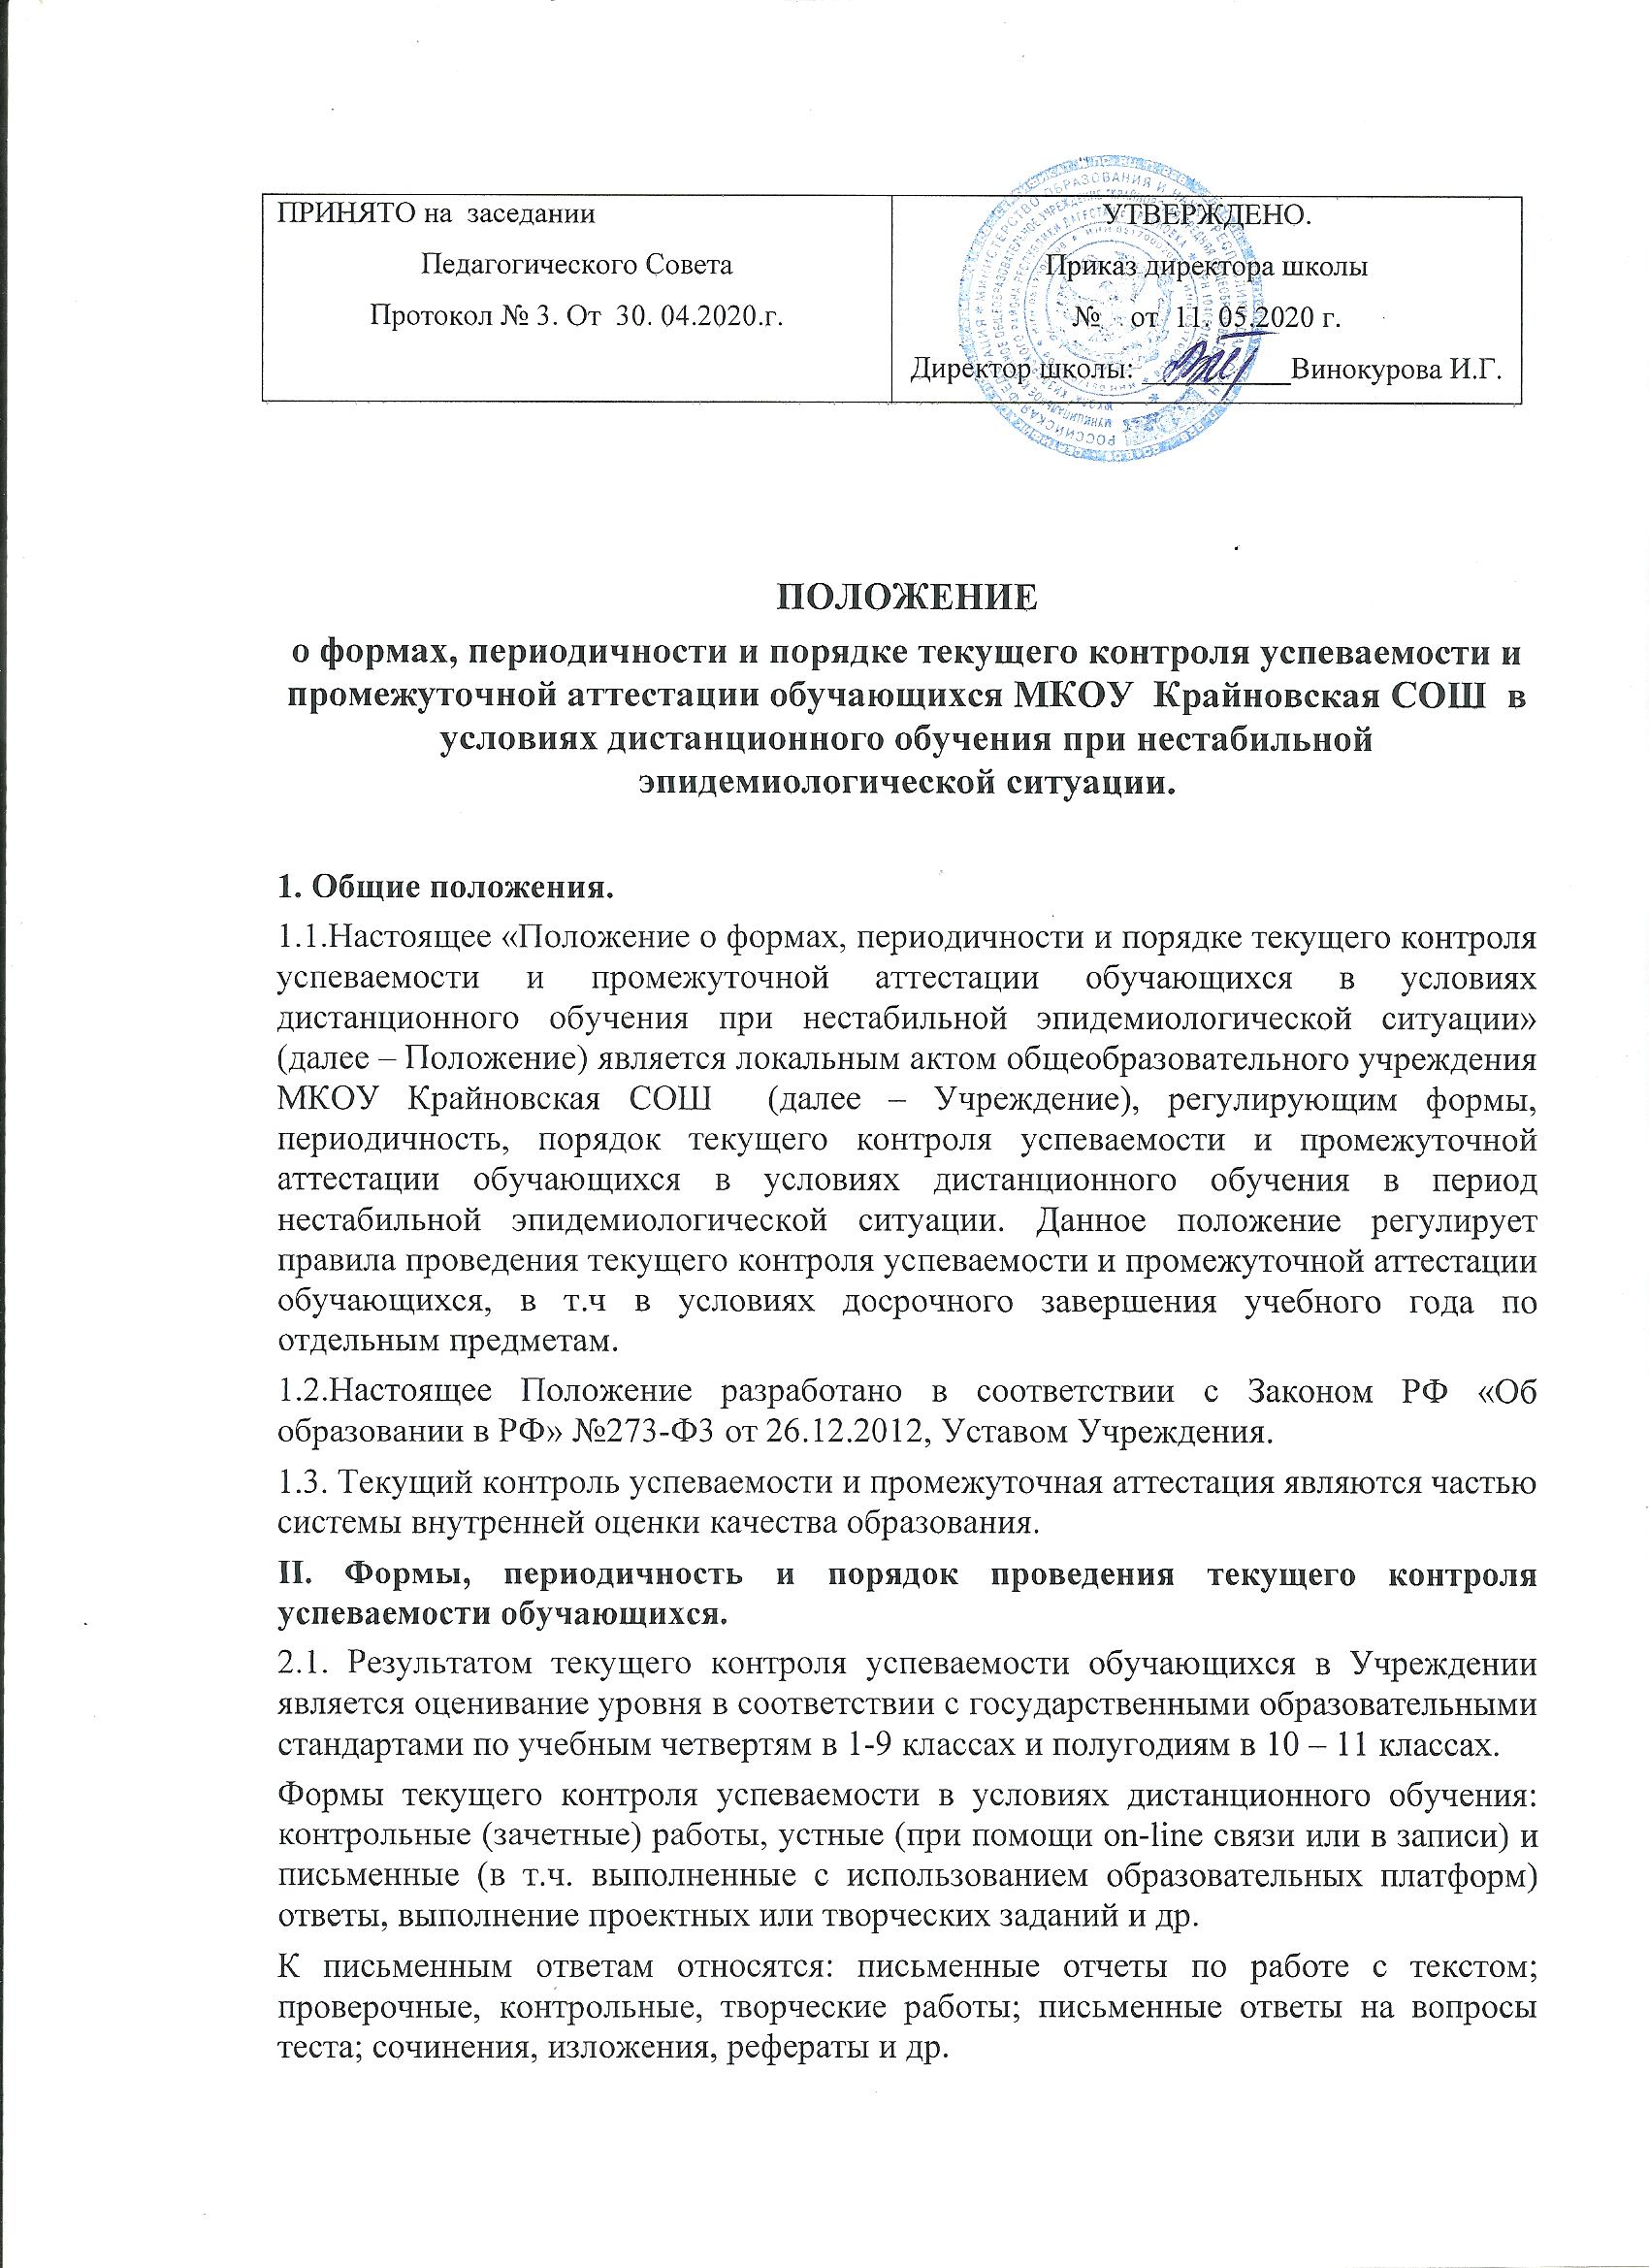 ПРИНЯТО на  заседании
Педагогического Совета
Протокол № 3. От  30. 04.2020.г.
УТВЕРЖДЕНО.
Приказ директора школы
№    от  11. 05.2020 г.
Директор школы: ___________Винокурова И.Г.
ПОЛОЖЕНИЕ
о формах, периодичности и порядке текущего контроля успеваемости и
промежуточной аттестации обучающихся МКОУ  Крайновская СОШ  в
условиях дистанционного обучения при нестабильной
эпидемиологической ситуации.
1. Общие положения.
1.1.Настоящее «Положение о формах, периодичности и порядке текущего контроля
успеваемости и промежуточной аттестации обучающихся в условиях
дистанционного обучения при нестабильной эпидемиологической ситуации»
(далее – Положение) является локальным актом общеобразовательного учреждения
МКОУ Крайновская СОШ  (далее – Учреждение), регулирующим формы,
периодичность, порядок текущего контроля успеваемости и промежуточной
аттестации обучающихся в условиях дистанционного обучения в период
нестабильной эпидемиологической ситуации. Данное положение регулирует
правила проведения текущего контроля успеваемости и промежуточной аттестации
обучающихся, в т.ч в условиях досрочного завершения учебного года по
отдельным предметам.
1.2.Настоящее Положение разработано в соответствии с Законом РФ «Об
образовании в РФ» №273-ФЗ от 26.12.2012, Уставом Учреждения.
1.3. Текущий контроль успеваемости и промежуточная аттестация являются частью
системы внутренней оценки качества образования.
II. Формы, периодичность и порядок проведения текущего контроля
успеваемости обучающихся.
2.1. Результатом текущего контроля успеваемости обучающихся в Учреждении
является оценивание уровня в соответствии с государственными образовательными
стандартами по учебным четвертям в 1-9 классах и полугодиям в 10 – 11 классах.
Формы текущего контроля успеваемости в условиях дистанционного обучения:
контрольные (зачетные) работы, устные (при помощи on-line связи или в записи) и
письменные (в т.ч. выполненные с использованием образовательных платформ)
ответы, выполнение проектных или творческих заданий и др.
К письменным ответам относятся: письменные отчеты по работе с текстом;
проверочные, контрольные, творческие работы; письменные ответы на вопросы
теста; сочинения, изложения, рефераты и др.